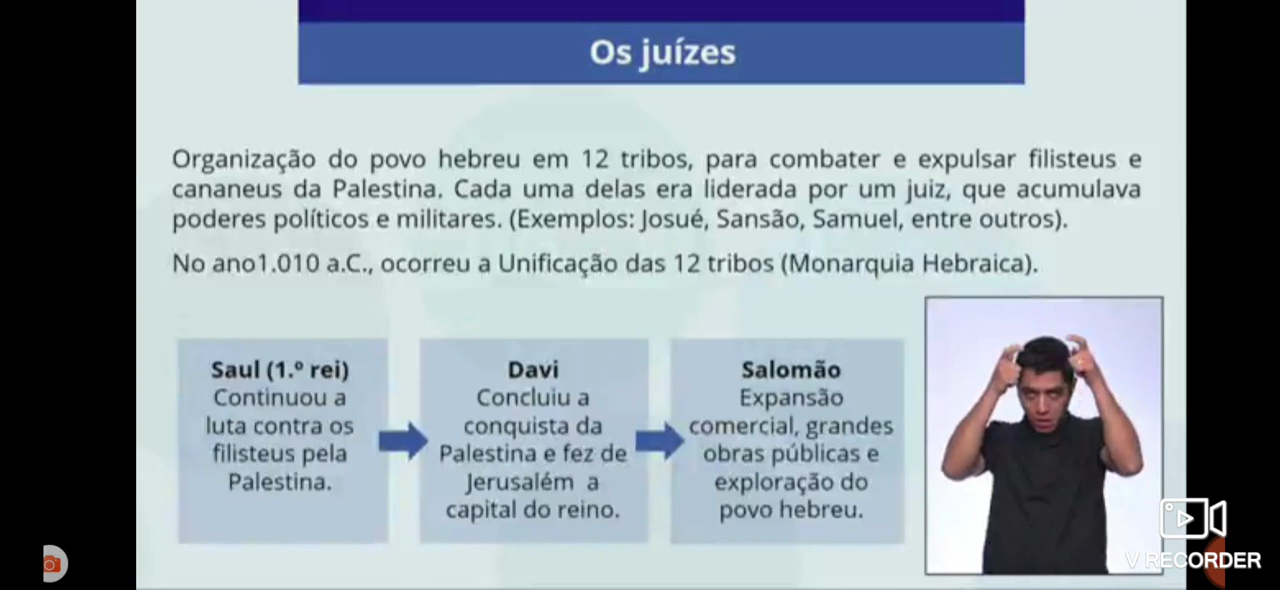 Os juízes
Organização do povo hebreu em 12 tribos, para combater e expulsar filisteus e
cananeus da Palestina. Cada uma delas era liderada por um juiz, que acumulava
poderes políticos e militares. (Exemplos: Josué, Sansão, Samuel, entre outros).
No ano1.010 a.C., ocorreu a Unificação das 12 tribos (Monarquia Hebraica).
Saul (1.º rei)
Continuou a
luta contra os
filisteus pela
Palestina.
Davi
Concluiu a
conquista da
Palestina e fez de
Jerusalém a
capital do reino.
Salomão
Expansão
comercial, grandes
obras públicas e
exploração do
povo hebreu.
V RECORDER